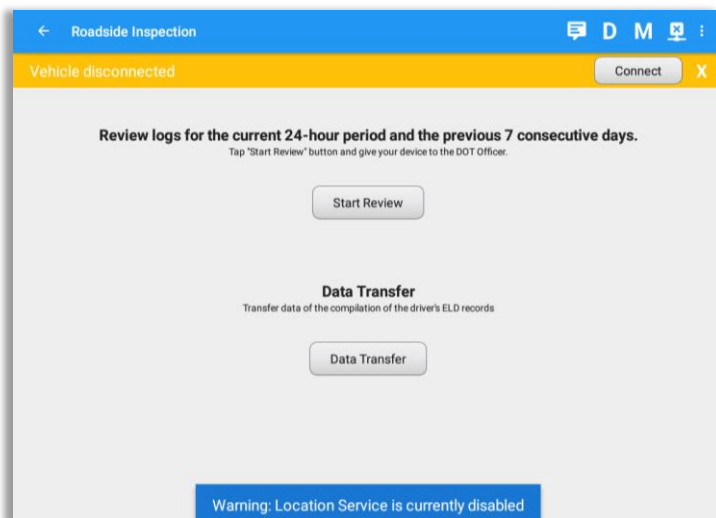 Roadside Inspection
D M
Vehicle disconnected
Connect
X
Review logs for the current 24-hour period and the previous 7 consecutive days.
Tap "Start Review" button and give your device to the DOT Officer.
Start Review
Data Transfer
Transfer data of the compilation of the driver's ELD records
Data Transfer
Warning: Location Service is currently disabled